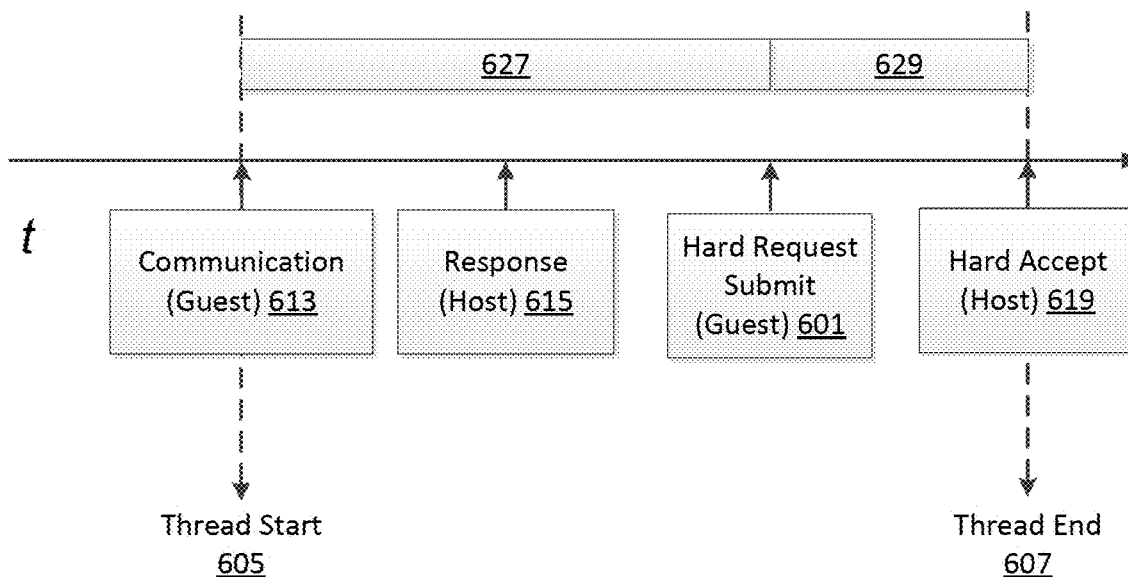 627
629
t
Communication
(Guest) 613
Response
(Host) 615
Hard Request
Submit
(Guest) 601
Hard Accept
(Host) 619
Thread Start
605
Thread End
607